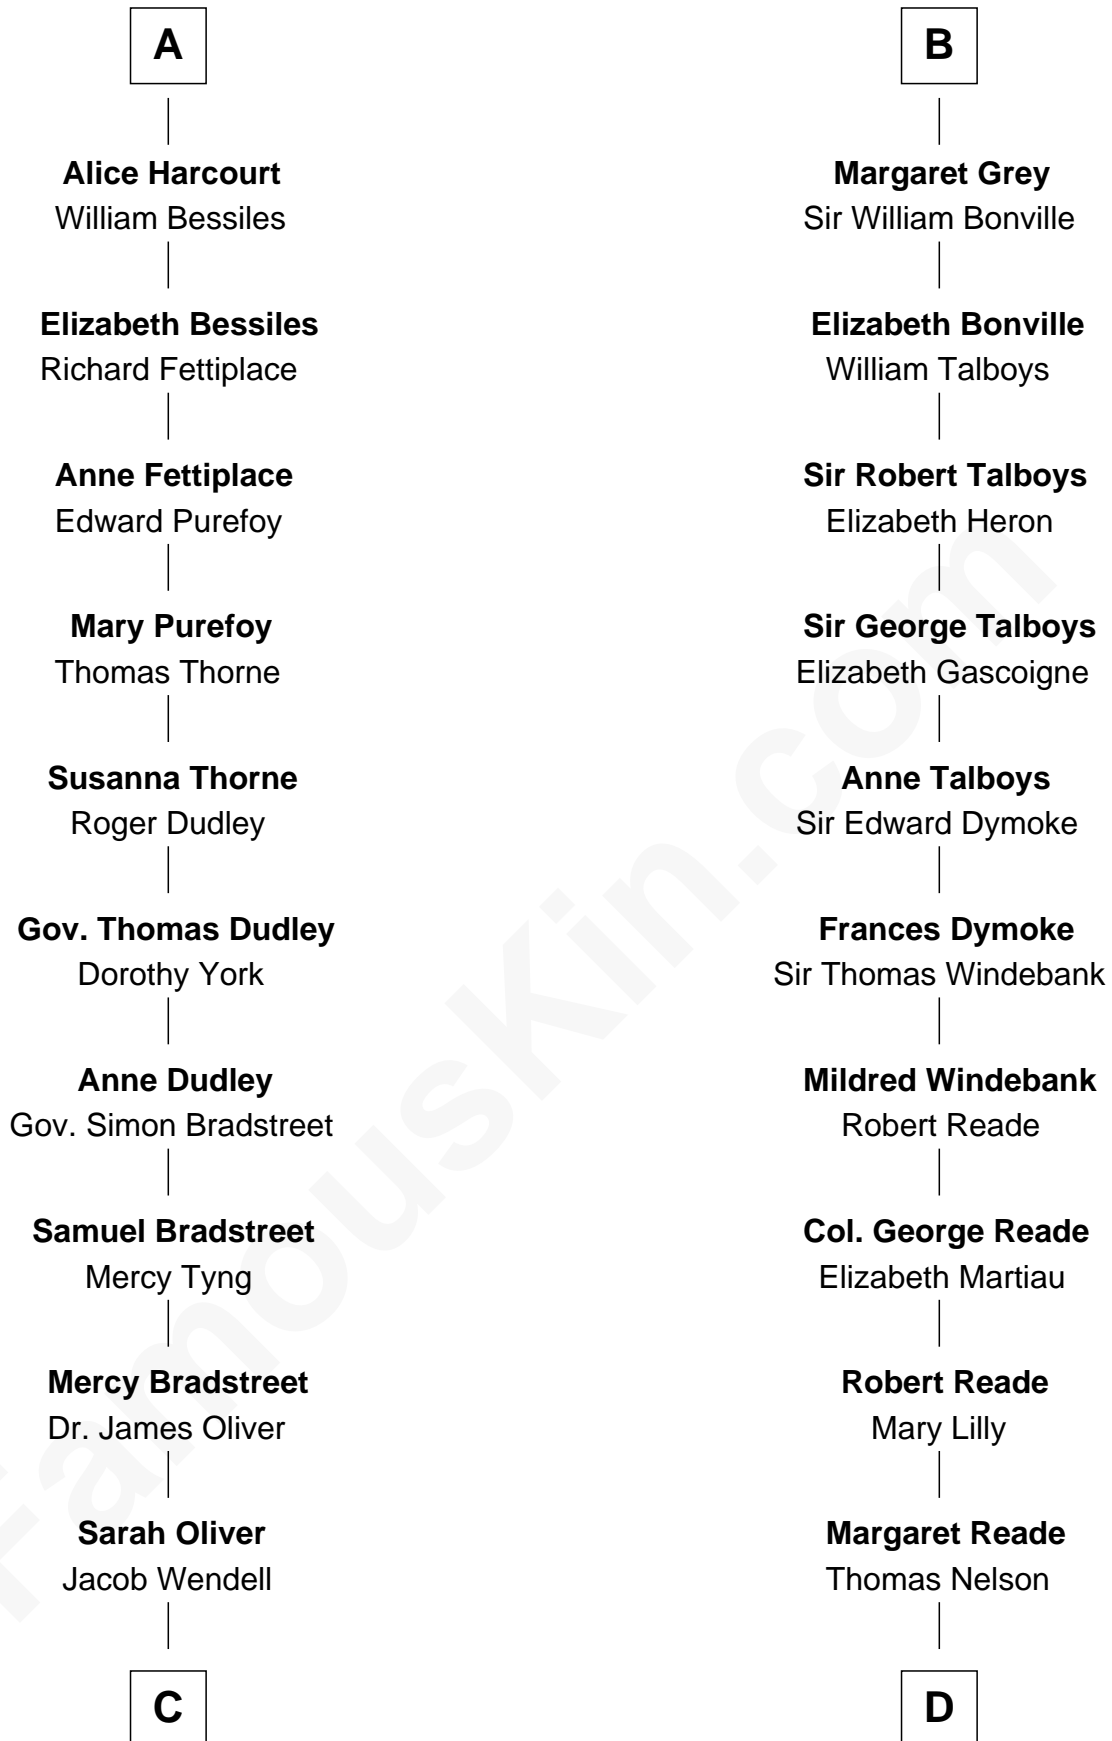 A
Alice Harcourt
William Bessiles
Elizabeth Bessiles
Richard Fettiplace
Anne Fettiplace
Edward Purefoy
Mary Purefoy
Thomas Thorne
Susanna Thorne
Roger Dudley
Gov. Thomas Dudley
Dorothy York
Anne Dudley
Gov. Simon Bradstreet
Samuel Bradstreet
Mercy Tyng
Mercy Bradstreet
Dr. James Oliver
Sarah Oliver
Jacob Wendell
C
B
Margaret Grey
Sir William Bonville
Elizabeth Bonville
William Talboys
Sir Robert Talboys
Elizabeth Heron
Sir George Talboys
Elizabeth Gascoigne
Anne Talboys
Sir Edward Dymoke
Frances Dymoke
Sir Thomas Windebank
Mildred Windebank
Robert Reade
Col. George Reade
Elizabeth Martiau
Robert Reade
Mary Lilly
Margaret Reade
Thomas Nelson
D
FamousKin.com